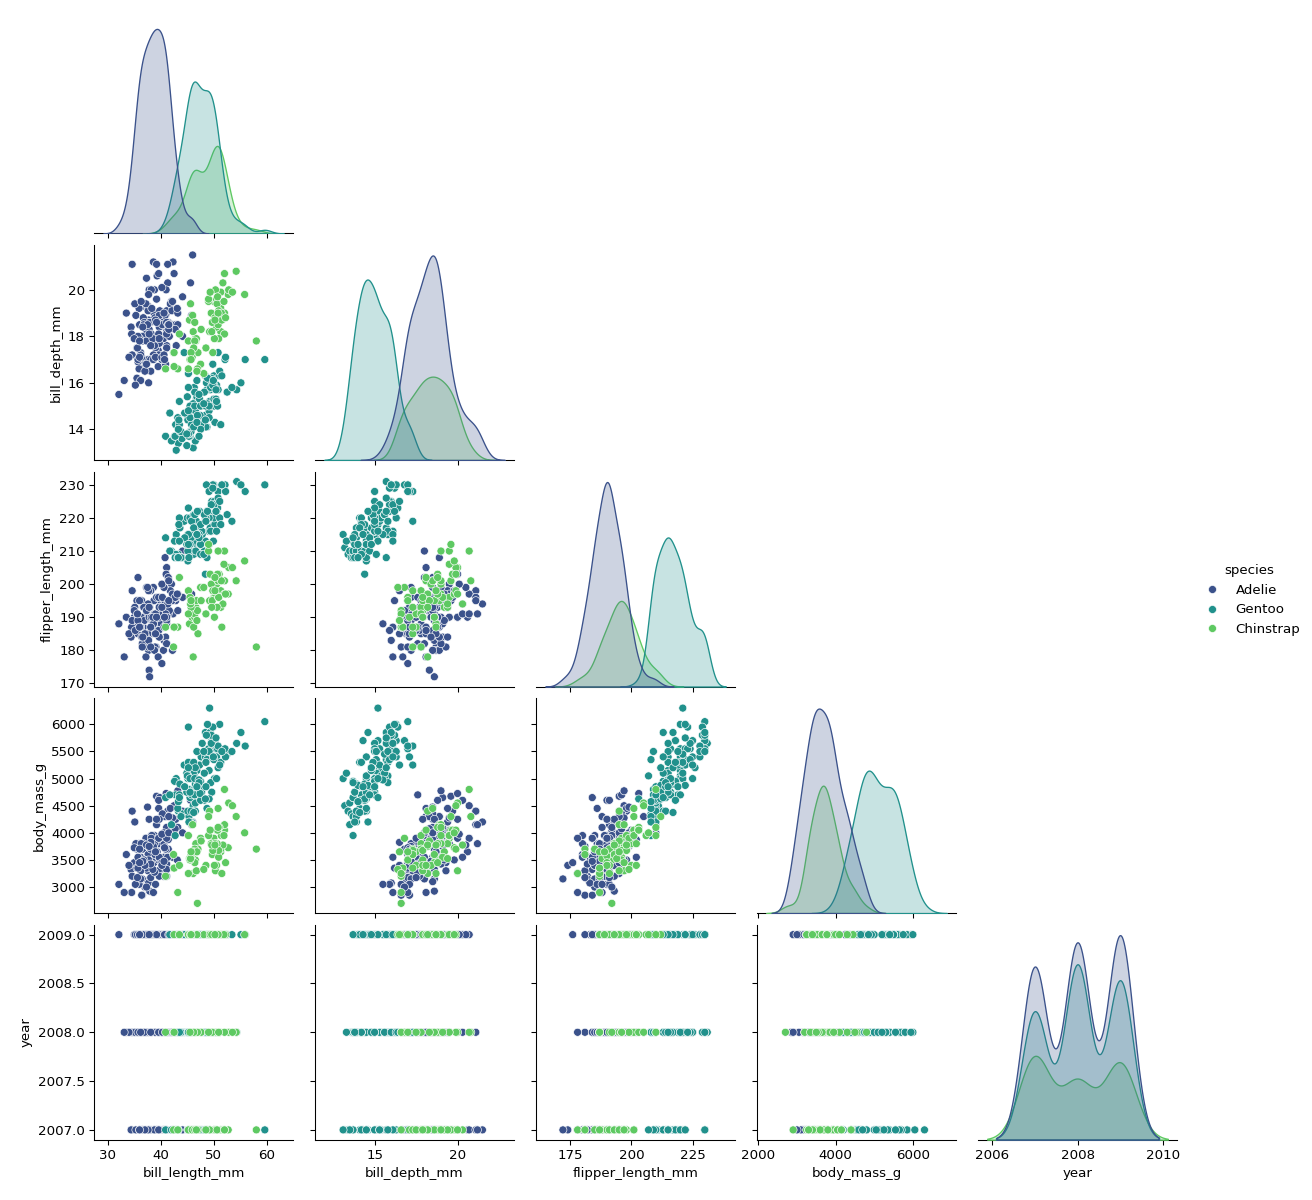 20
18
16
14
bill_depth_mm
230
220
210
200
190
180
170
flipper_length_mm
species
Adelie
Gentoo
Chinstrap
6000
5500
5000
4500
4000
3500
3000
body_mass_g
2009.0
2008.5
2008.0
2007.5
2007.0
year
30 40 50 60
bill_length_mm
15 20
bill_depth_mm
175 200 225
flipper_length_mm
2000 4000 6000
body_mass_g
2006 2008 2010
year